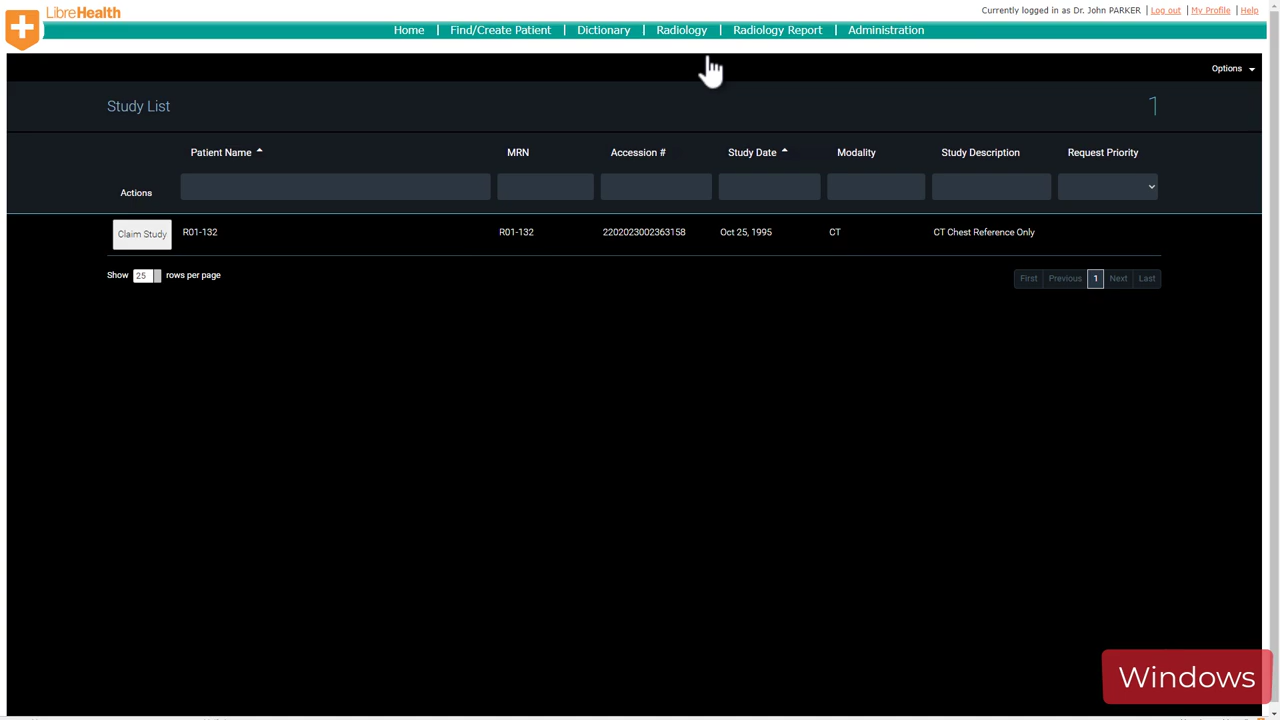 LibreHealth
Currently logged in as Dr. John PARKER | Log out | My Profile | Help
Home | Find/Create Patient | Dictionary | Radiology | Radiology Report | Administration
Options
Study List 1
Patient Name MRN Accession # Study Date Modality Study Description Request Priority
Actions
Claim Study R01-132 R01-132 2202023002363158 Oct 25, 1995 CT CT Chest Reference Only
Show 25 rows per page First Previous 1 Next Last
Windows